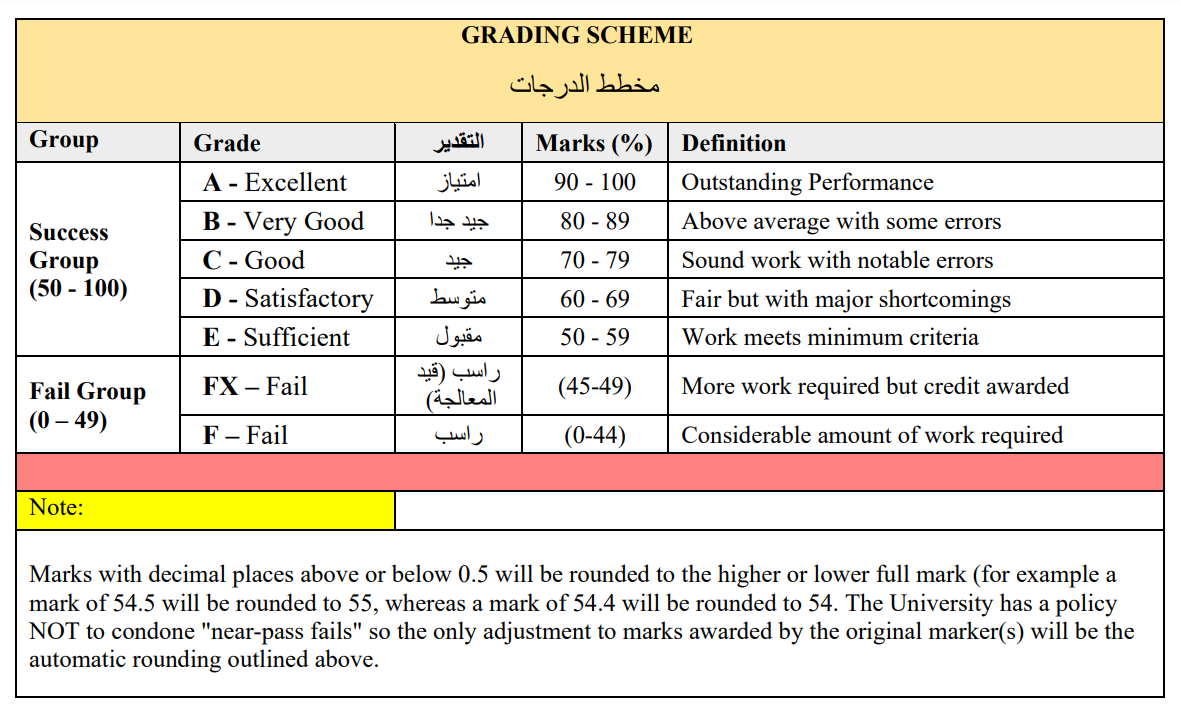 GRADING SCHEME
مخطط الدرجات
Group Grade التقدير Marks (%) Definition
Success Group (50 - 100)
A - Excellent امتياز 90 - 100 Outstanding Performance
B - Very Good جيد جدا 80 - 89 Above average with some errors
C - Good جيد 70 - 79 Sound work with notable errors
D - Satisfactory متوسط 60 - 69 Fair but with major shortcomings
E - Sufficient مقبول 50 - 59 Work meets minimum criteria
Fail Group (0 – 49)
FX – Fail راسب (قيد المعالجة) (45-49) More work required but credit awarded
F – Fail راسب (0-44) Considerable amount of work required
Note:
Marks with decimal places above or below 0.5 will be rounded to the higher or lower full mark (for example a
mark of 54.5 will be rounded to 55, whereas a mark of 54.4 will be rounded to 54. The University has a policy
NOT to condone "near-pass fails" so the only adjustment to marks awarded by the original marker(s) will be the
automatic rounding outlined above.